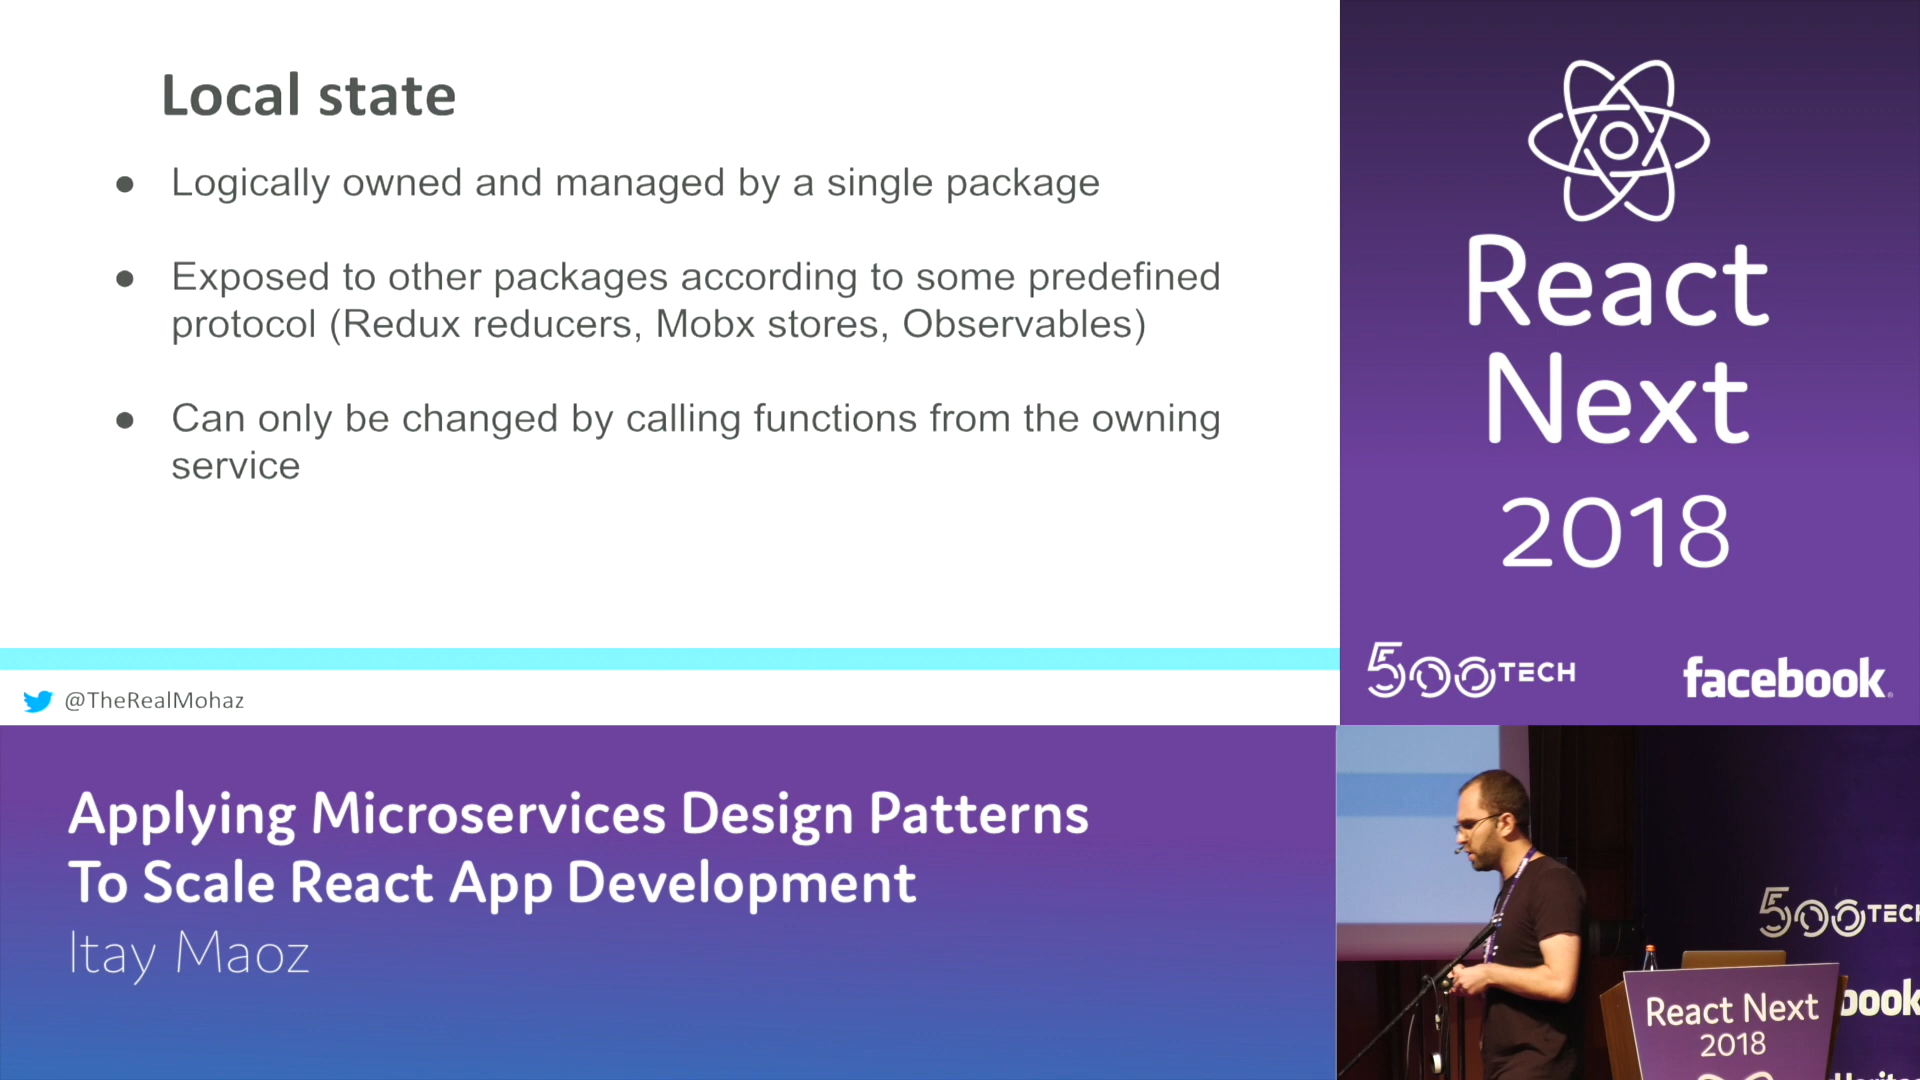 Local state
● Logically owned and managed by a single package
● Exposed to other packages according to some predefined
protocol (Redux reducers, Mobx stores, Observables)
● Can only be changed by calling functions from the owning
service
@TheRealMohaz
React
Next
2018
500TECH
facebook
Applying Microservices Design Patterns
To Scale React App Development
Itay Maoz
500TECH
React Next
2018
book